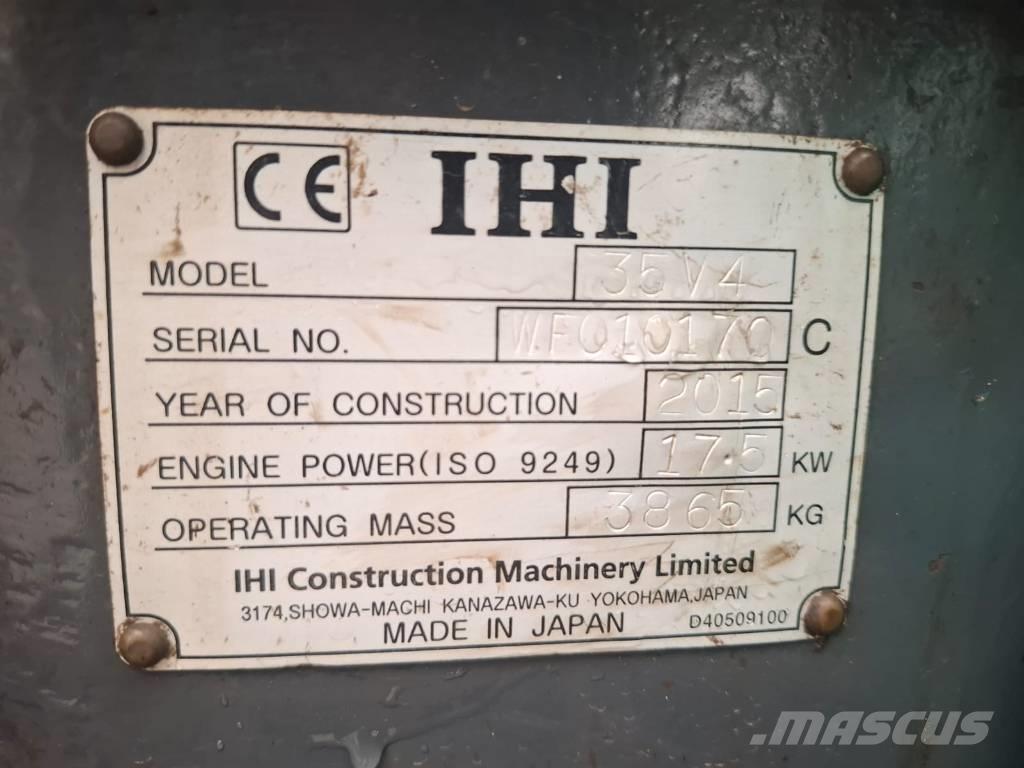 CE IHI
MODEL 35V4
SERIAL NO. WF010170 C
YEAR OF CONSTRUCTION 2015
ENGINE POWER(ISO 9249) 17.5 KW
OPERATING MASS 3865 KG
IHI Construction Machinery Limited
3174,SHOWA-MACHI KANAZAWA-KU YOKOHAMA,JAPAN
MADE IN JAPAN D40509100
MASCUS